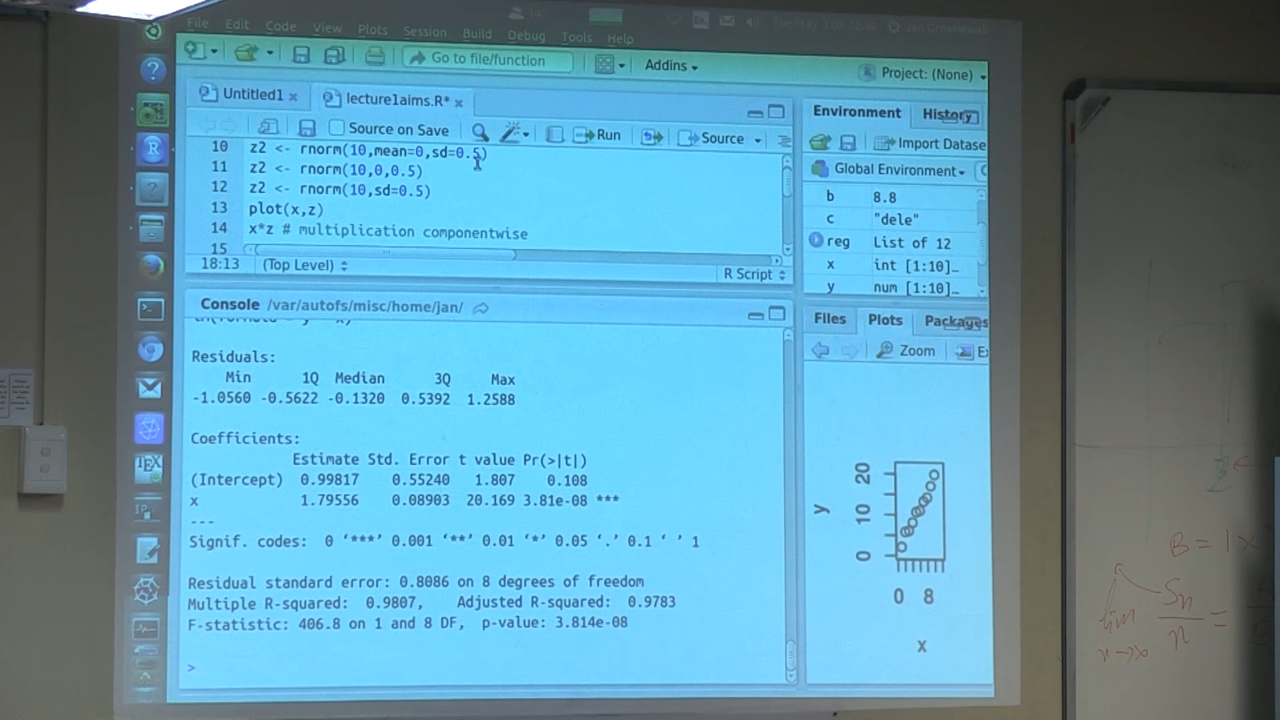 File Edit Code View Plots Session Build Debug Tools Help
Go to file/function
Addins
Project: (None)
Untitled1
lecture1aims.R*
Source on Save
Run
Source
10 z2 <- rnorm(10,mean=0,sd=0.5)
11 z2 <- rnorm(10,0,0.5)
12 z2 <- rnorm(10,sd=0.5)
13 plot(x,z)
14 x*z # multiplication componentwise
15
18:13 (Top Level)
R Script
Console /var/autofs/misc/home/jan/
Residuals:
Min 1Q Median 3Q Max
-1.0560 -0.5622 -0.1320 0.5392 1.2588
Coefficients:
Estimate Std. Error t value Pr(>|t|)
(Intercept) 0.99817 0.55240 1.807 0.108
x 1.79556 0.08903 20.169 3.81e-08 ***
---
Signif. codes: 0 ‘***’ 0.001 ‘**’ 0.01 ‘*’ 0.05 ‘.’ 0.1 ‘ ’ 1
Residual standard error: 0.8086 on 8 degrees of freedom
Multiple R-squared: 0.9807, Adjusted R-squared: 0.9783
F-statistic: 406.8 on 1 and 8 DF, p-value: 3.814e-08
>
Environment History
Import Datase
Global Environment
b 8.8
c "dele"
reg List of 12
x int [1:10]…
y num [1:10]…
Files Plots Packages
Zoom
y
20
10
0
0 8
x
B = 1 x
lim Sn
n→∞ n =